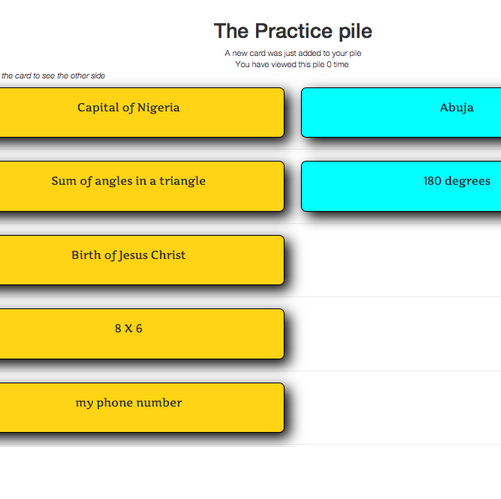 The Practice pile
A new card was just added to your pile
You have viewed this pile 0 time
the card to see the other side
Capital of Nigeria
Abuja
Sum of angles in a triangle
180 degrees
Birth of Jesus Christ
8 X 6
my phone number